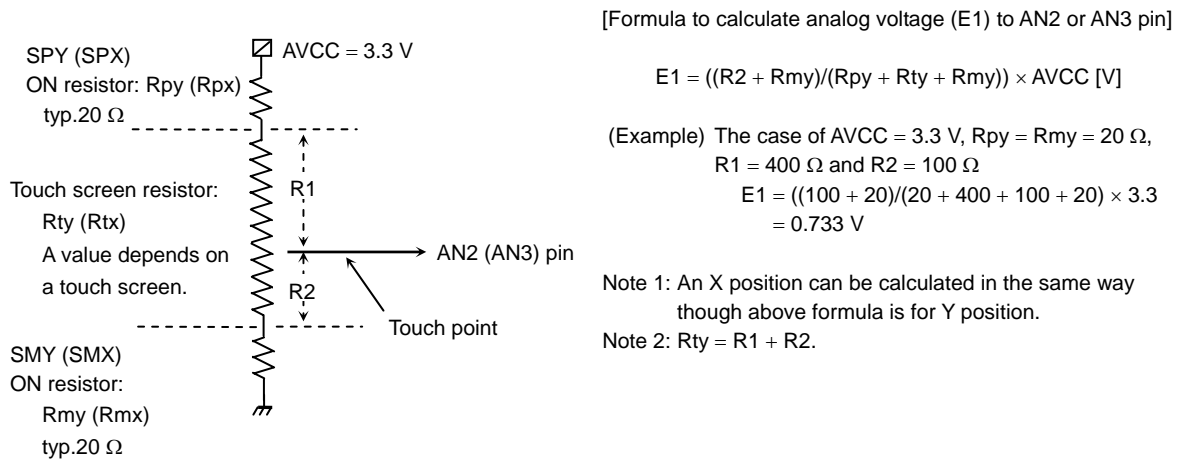 SPY (SPX)
ON resistor: Rpy (Rpx)
typ.20 Ω
AVCC = 3.3 V
Touch screen resistor:
Rty (Rtx)
A value depends on
a touch screen.
R1
AN2 (AN3) pin
R2
Touch point
SMY (SMX)
ON resistor:
Rmy (Rmx)
typ.20 Ω
[Formula to calculate analog voltage (E1) to AN2 or AN3 pin]
E1 = ((R2 + Rmy)/(Rpy + Rty + Rmy)) × AVCC [V]
(Example) The case of AVCC = 3.3 V, Rpy = Rmy = 20 Ω,
R1 = 400 Ω and R2 = 100 Ω
E1 = ((100 + 20)/(20 + 400 + 100 + 20) × 3.3
= 0.733 V
Note 1: An X position can be calculated in the same way
though above formula is for Y position.
Note 2: Rty = R1 + R2.